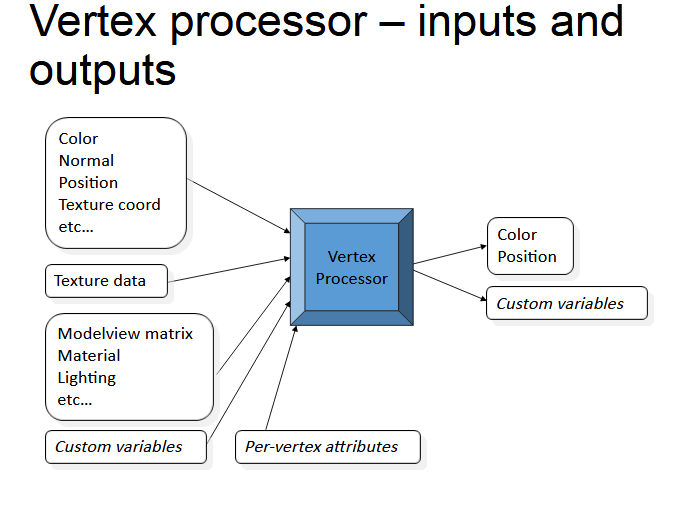 Vertex processor – inputs and
outputs
Color
Normal
Position
Texture coord
etc...
Texture data
Modelview matrix
Material
Lighting
etc...
Custom variables
Per-vertex attributes
Vertex
Processor
Color
Position
Custom variables